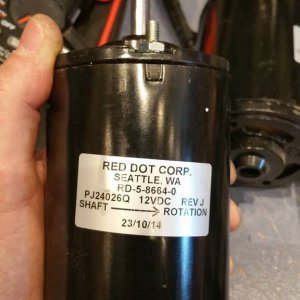 RED DOT CORP.
SEATTLE, WA
RD-5-8664-0
PJ24026Q 12VDC REV J
SHAFT ⟶ ROTATION
23/10/14